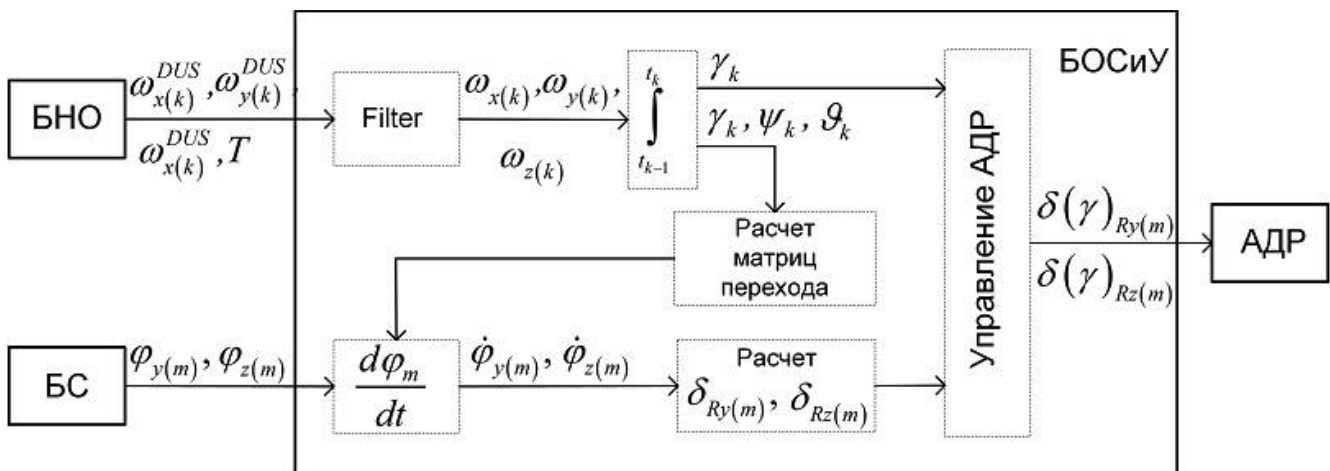 БОСиУ
БНО
ω_{x(k)}^{DUS}, ω_{y(k)}^{DUS},
ω_{x(k)}^{DUS}, T
Filter
ω_{x(k)}, ω_{y(k)},
ω_{z(k)}
t_k
∫
t_{k-1}
γ_k
γ_k, ψ_k, ϑ_k
Расчет
матриц
перехода
Управление АДР
δ(γ)_{Ry(m)}
δ(γ)_{Rz(m)}
АДР
БС
φ_{y(m)}, φ_{z(m)}
dφ_m
dt
φ̇_{y(m)}, φ̇_{z(m)}
Расчет
δ_{Ry(m)}, δ_{Rz(m)}